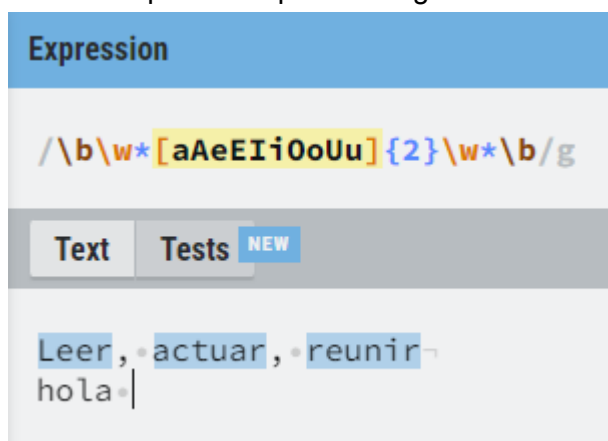 Expression
/\b\w*[aAeEIiOoUu]{2}\w*\b/g
Text Tests NEW
Leer, actuar, reunir
hola